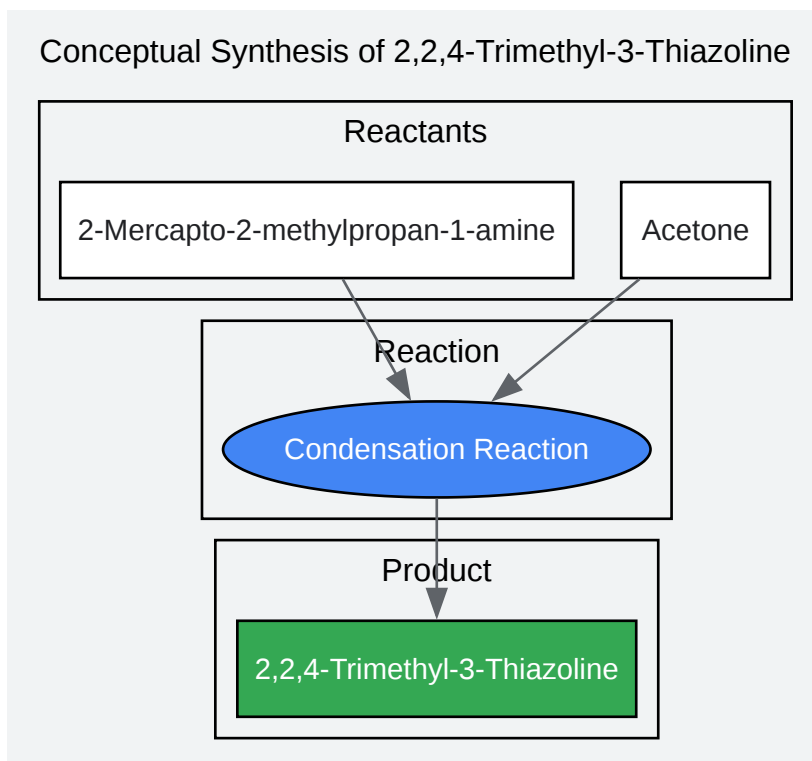 Conceptual Synthesis of 2,2,4-Trimethyl-3-Thiazoline
Reactants
2-Mercapto-2-methylpropan-1-amine
Acetone
Reaction
Condensation Reaction
Product
2,2,4-Trimethyl-3-Thiazoline